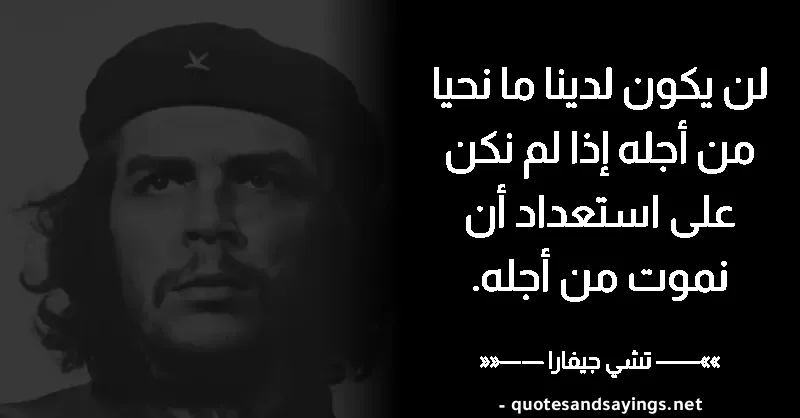 لن يكون لدينا ما نحيا
من أجله إذا لم نكن
على استعداد أن
نموت من أجله.
»»—— تشي جيفارا ——««
- quotesandsayings.net